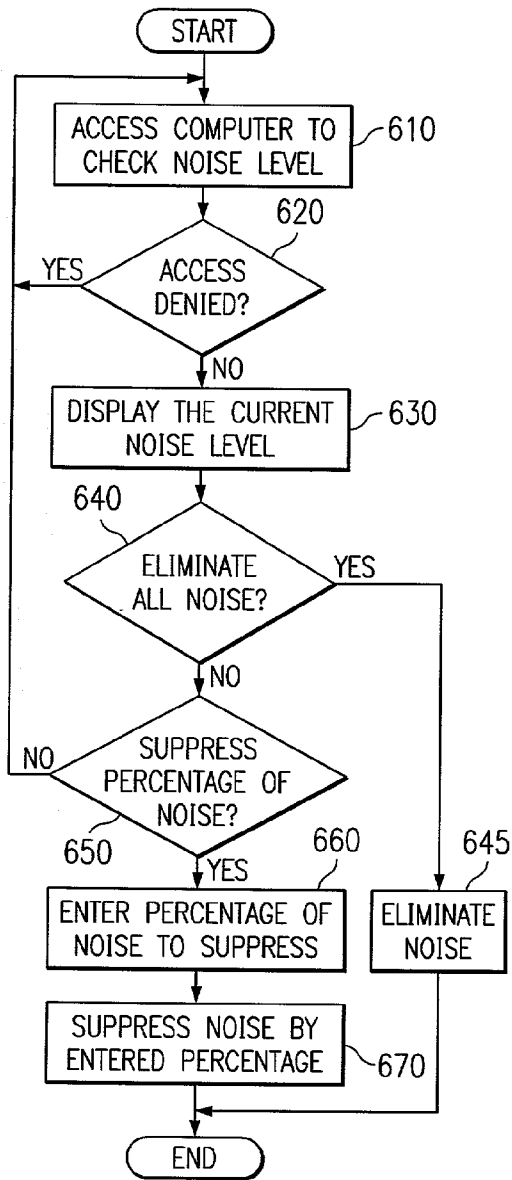 START
ACCESS COMPUTER TO
CHECK NOISE LEVEL
610
620
YES
ACCESS
DENIED?
NO
DISPLAY THE CURRENT
NOISE LEVEL
630
640
ELIMINATE
ALL NOISE?
YES
NO
SUPPRESS
PERCENTAGE OF
NOISE?
NO
650
YES
660
ENTER PERCENTAGE OF
NOISE TO SUPPRESS
645
ELIMINATE
NOISE
SUPPRESS NOISE BY
ENTERED PERCENTAGE
670
END